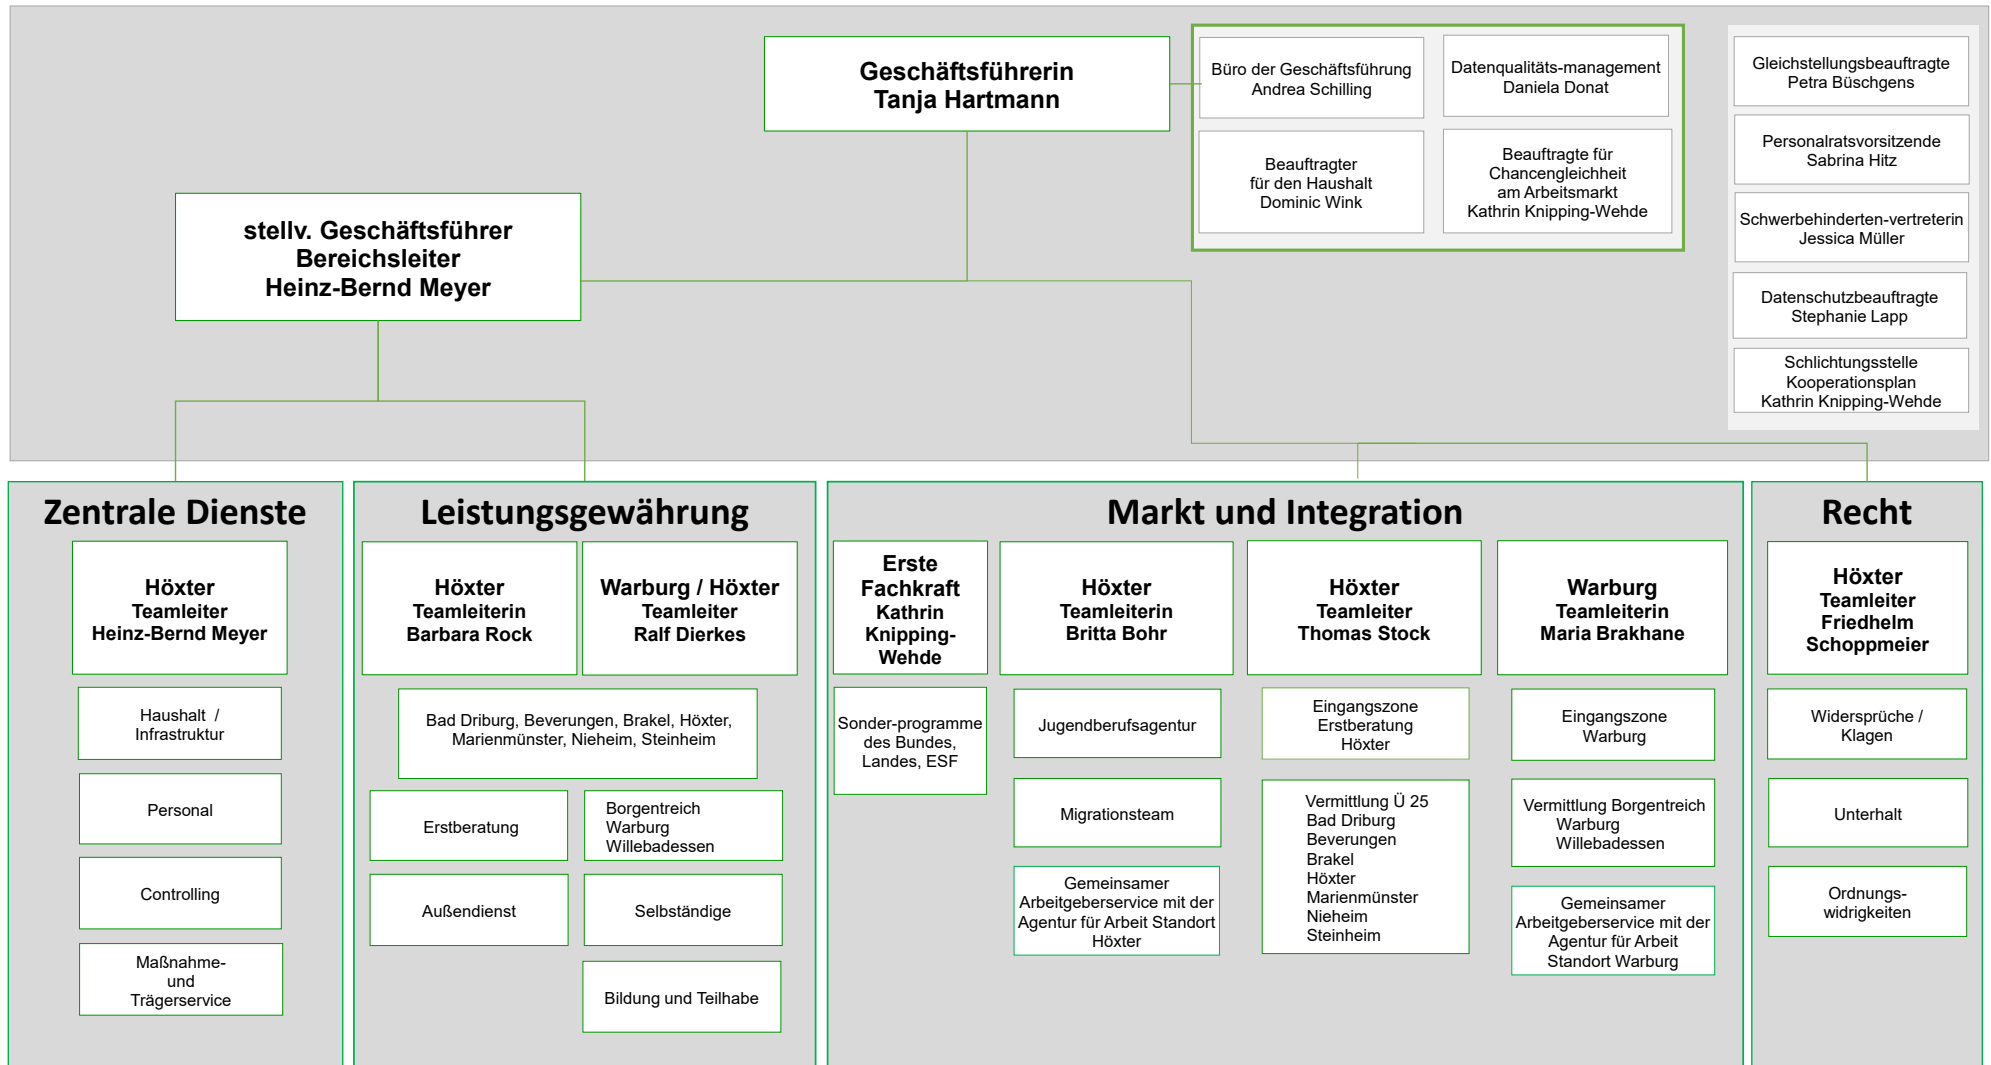 Geschäftsführerin
Tanja Hartmann
Büro der Geschäftsführung
Andrea Schilling
Datenqualitäts-management
Daniela Donat
Beauftragter
für den Haushalt
Dominic Wink
Beauftragte für
Chancengleichheit
am Arbeitsmarkt
Kathrin Knipping-Wehde
Gleichstellungsbeauftragte
Petra Büschgens
Personalratsvorsitzende
Sabrina Hitz
Schwerbehinderten-vertreterin
Jessica Müller
Datenschutzbeauftragte
Stephanie Lapp
Schlichtungsstelle
Kooperationsplan
Kathrin Knipping-Wehde
stellv. Geschäftsführer
Bereichsleiter
Heinz-Bernd Meyer
Zentrale Dienste
Höxter
Teamleiter
Heinz-Bernd Meyer
Haushalt /
Infrastruktur
Personal
Controlling
Maßnahme-
und
Trägerservice
Leistungsgewährung
Höxter
Teamleiterin
Barbara Rock
Warburg / Höxter
Teamleiter
Ralf Dierkes
Bad Driburg, Beverungen, Brakel, Höxter,
Marienmünster, Nieheim, Steinheim
Erstberatung
Außendienst
Borgentreich
Warburg
Willebadessen
Selbständige
Bildung und Teilhabe
Markt und Integration
Erste
Fachkraft
Kathrin
Knipping-
Wehde
Sonder-programme
des Bundes,
Landes, ESF
Höxter
Teamleiterin
Britta Bohr
Jugendberufsagentur
Migrationsteam
Gemeinsamer
Arbeitgeberservice mit der
Agentur für Arbeit Standort
Höxter
Höxter
Teamleiter
Thomas Stock
Eingangszone
Erstberatung
Höxter
Vermittlung Ü 25
Bad Driburg
Beverungen
Brakel
Höxter
Marienmünster
Nieheim
Steinheim
Warburg
Teamleiterin
Maria Brakhane
Eingangszone
Warburg
Vermittlung Borgentreich
Warburg
Willebadessen
Gemeinsamer
Arbeitgeberservice mit der
Agentur für Arbeit
Standort Warburg
Recht
Höxter
Teamleiter
Friedhelm
Schoppmeier
Widersprüche /
Klagen
Unterhalt
Ordnungs-
widrigkeiten